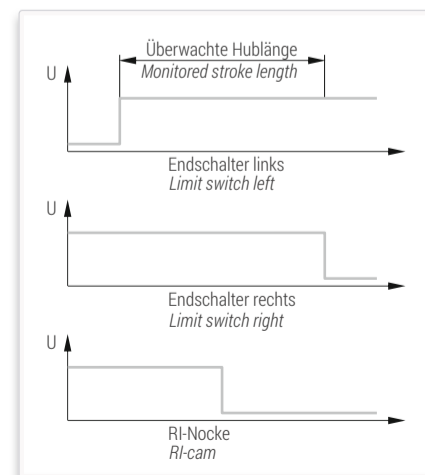 Überwachte Hublänge
Monitored stroke length
U
Endschalter links
Limit switch left
U
Endschalter rechts
Limit switch right
U
RI-Nocke
RI-cam